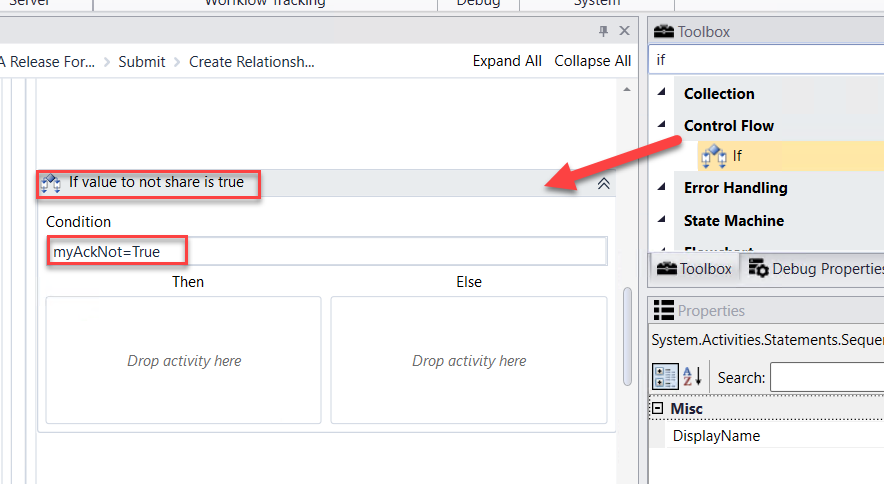 Server
Workflow Tracking
Debug
System
A Release For... > Submit > Create Relationsh...
Expand All
Collapse All
If value to not share is true
Condition
myAckNot=True
Then
Else
Drop activity here
Drop activity here
Toolbox
if
Collection
Control Flow
If
Error Handling
State Machine
Flowchart
Toolbox
Debug Properties
Properties
System.Activities.Statements.Seque
Search:
Misc
DisplayName